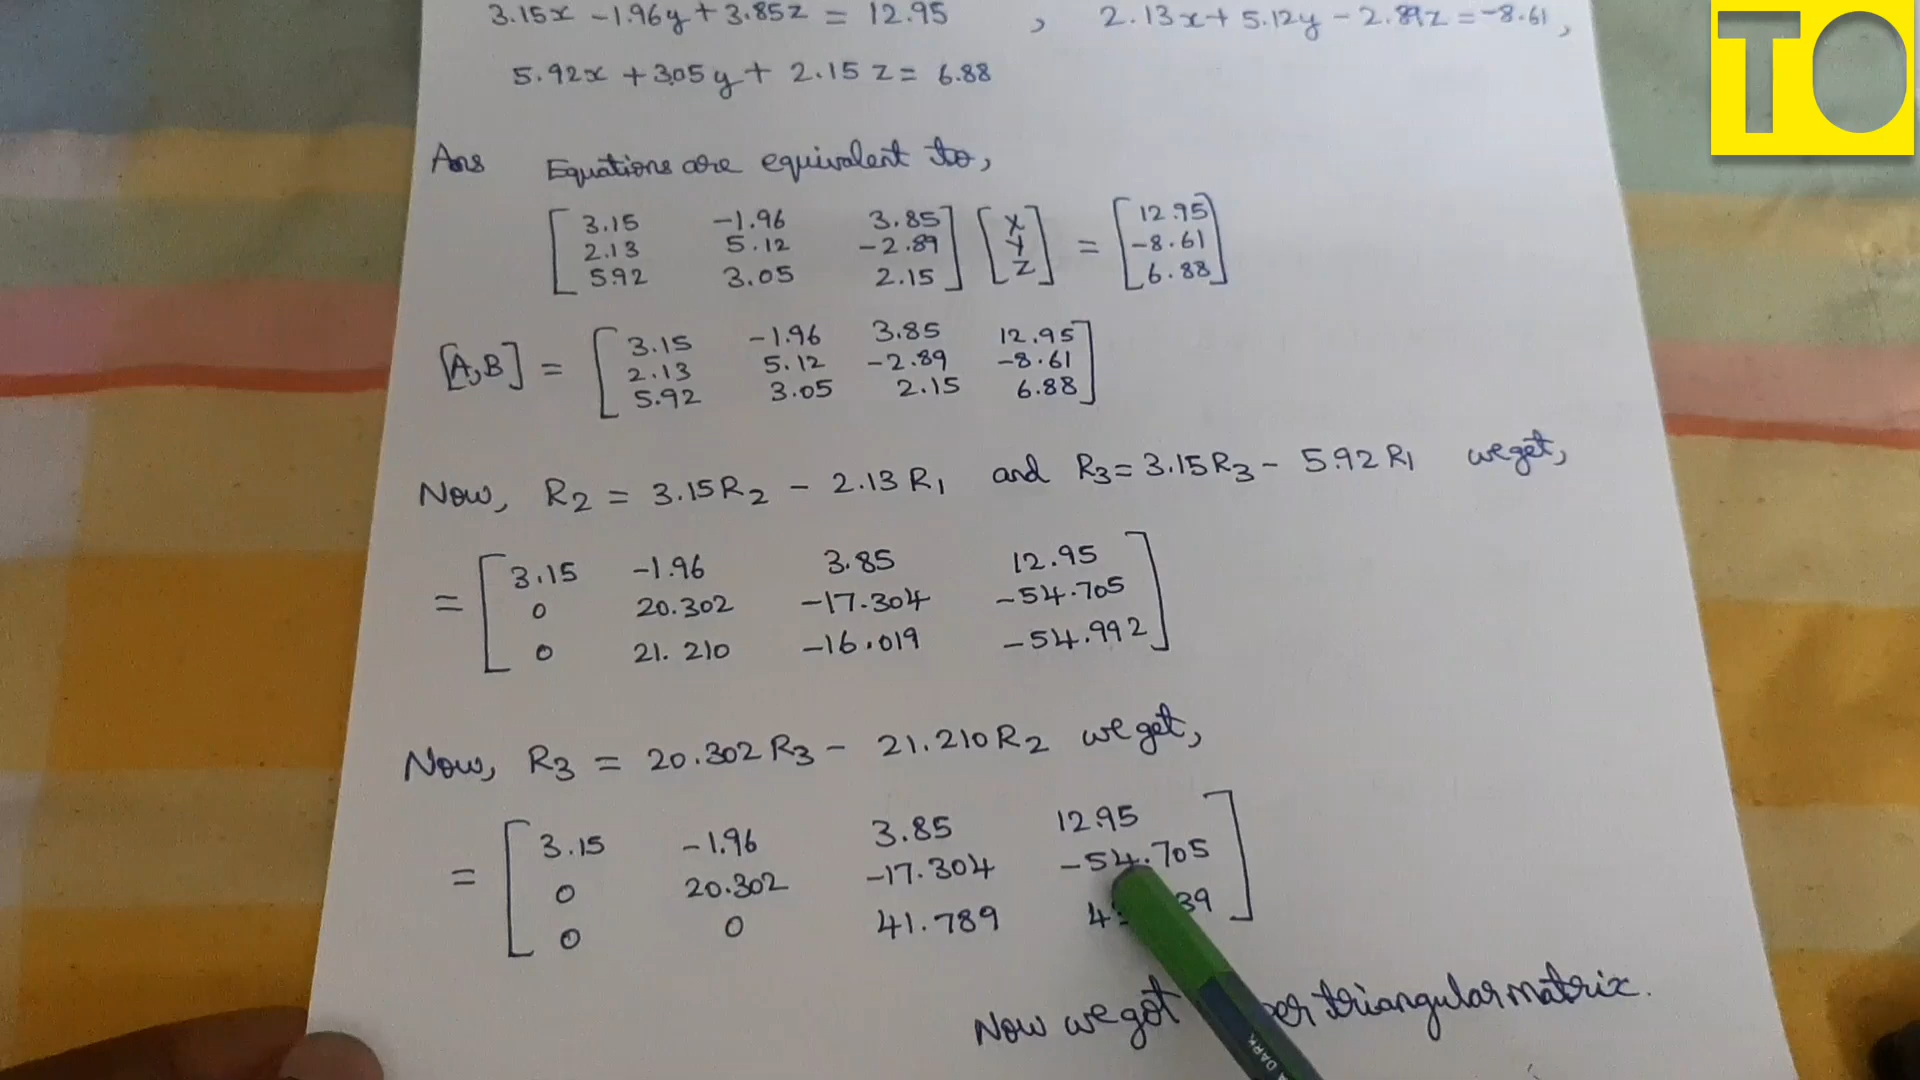 TO
3.15x - 1.96y + 3.85z = 12.95 , 2.13x + 5.12y - 2.89z = -8.61 ,
5.92x + 3.05y + 2.15z = 6.88
Ans Equations are equivalent to,
[ 3.15 -1.96 3.85 ] [ x ] = [ 12.95 ]
[ 2.13 5.12 -2.89 ] [ y ] [ -8.61 ]
[ 5.92 3.05 2.15 ] [ z ] [ 6.88 ]
[A,B] = [ 3.15 -1.96 3.85 12.95 ]
[ 2.13 5.12 -2.89 -8.61 ]
[ 5.92 3.05 2.15 6.88 ]
Now, R2 = 3.15R2 - 2.13R1 and R3 = 3.15R3 - 5.92R1 we get,
= [ 3.15 -1.96 3.85 12.95 ]
[ 0 20.302 -17.304 -54.705 ]
[ 0 21.210 -16.019 -54.992 ]
Now, R3 = 20.302R3 - 21.210R2 we get,
= [ 3.15 -1.96 3.85 12.95 ]
[ 0 20.302 -17.304 -54.705 ]
[ 0 0 41.789 ]
Now we got triangular matrix.
DARK